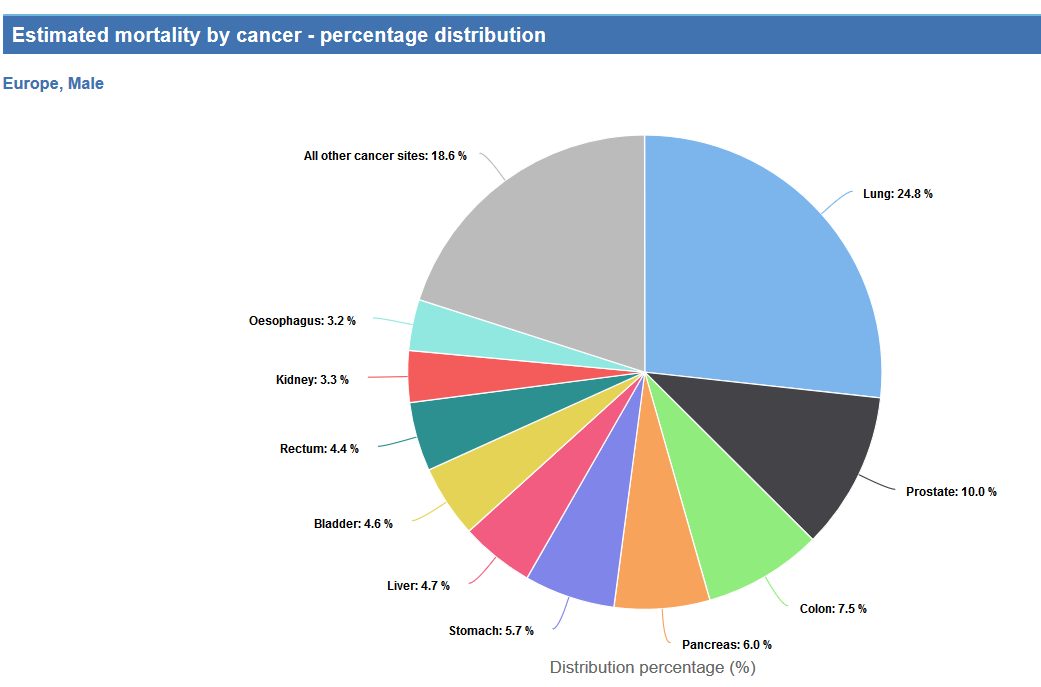 Estimated mortality by cancer - percentage distribution
Europe, Male
All other cancer sites: 18.6 %
Lung: 24.8 %
Oesophagus: 3.2 %
Kidney: 3.3 %
Rectum: 4.4 %
Prostate: 10.0 %
Bladder: 4.6 %
Liver: 4.7 %
Colon: 7.5 %
Stomach: 5.7 %
Pancreas: 6.0 %
Distribution percentage (%)